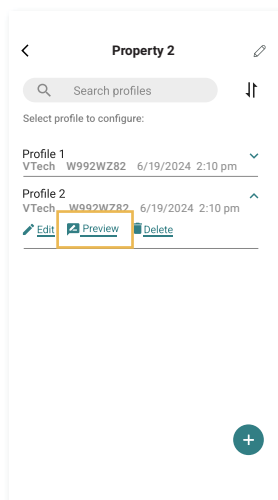 Property 2
Search profiles
Select profile to configure:
Profile 1
VTech W992WZ82 6/19/2024 2:10 pm
Profile 2
VTech W992WZ82 6/19/2024 2:10 pm
Edit Preview Delete